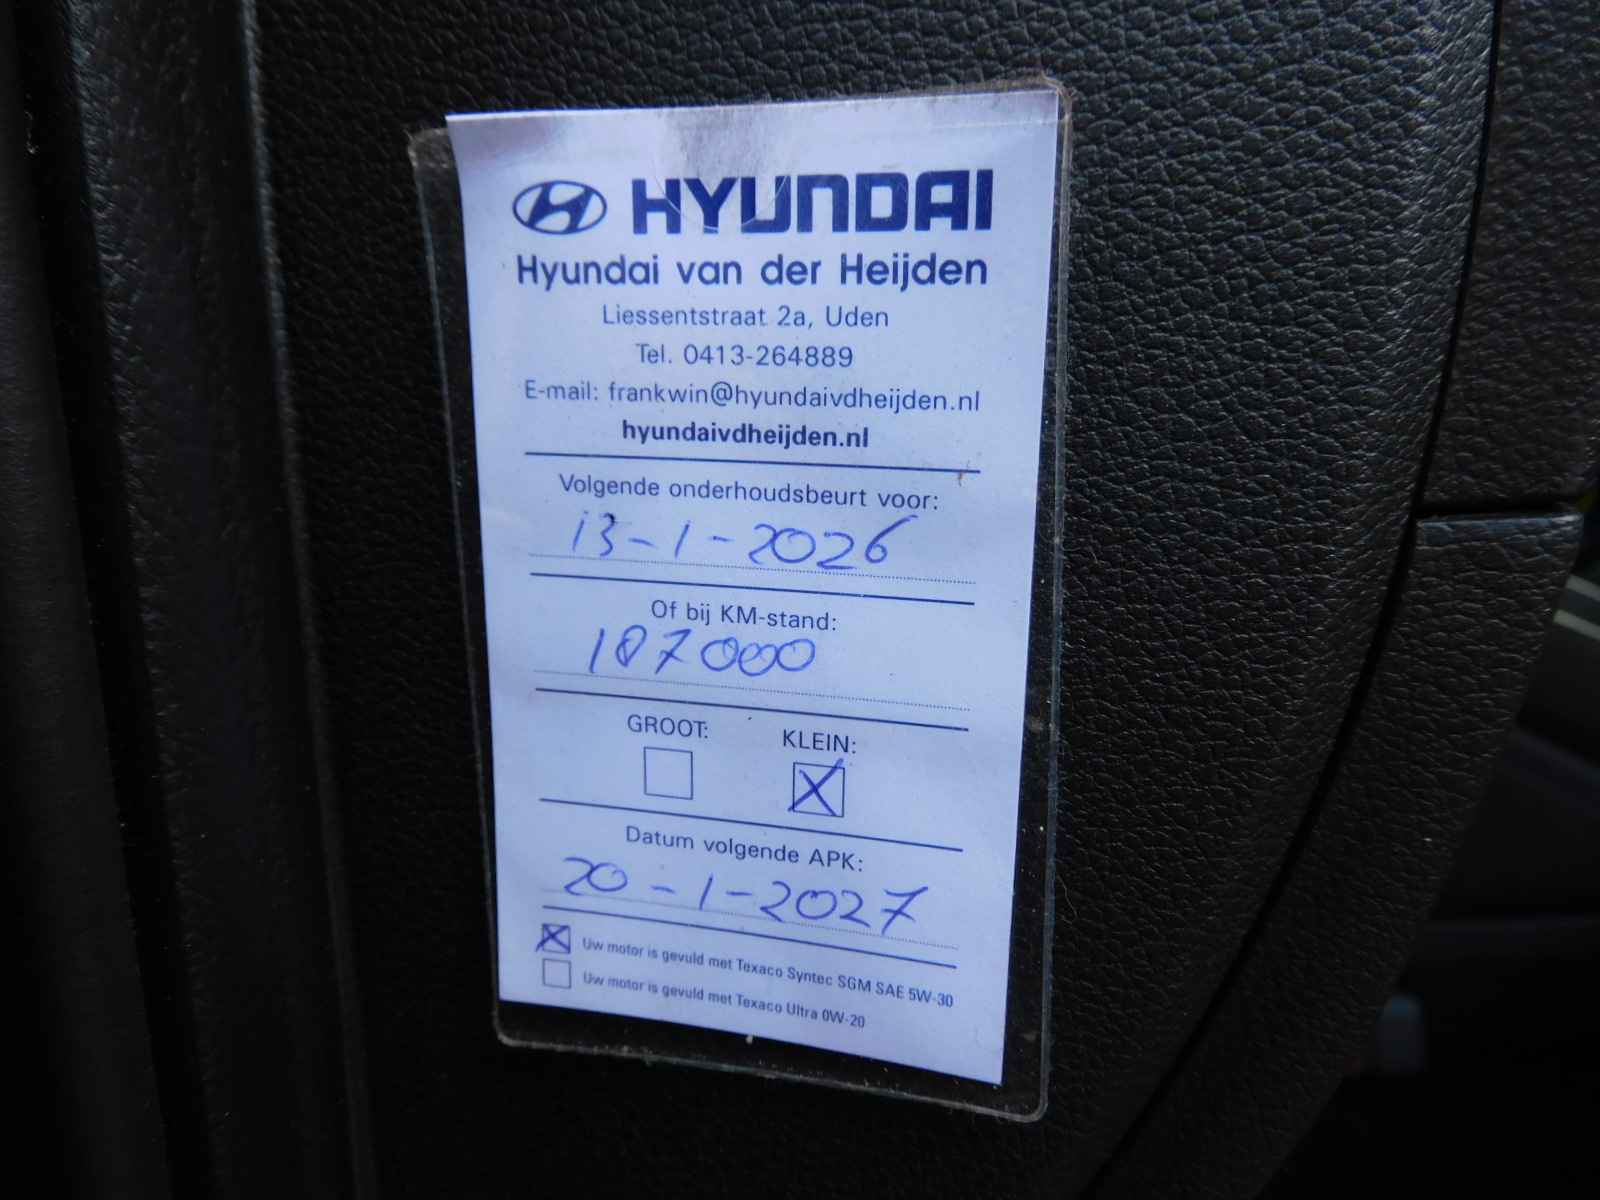 HYUNDAI
Hyundai van der Heijden
Liessentstraat 2a, Uden
Tel. 0413-264889
E-mail: frankwin@hyundaivdheijden.nl
hyundaivdheijden.nl
Volgende onderhoudsbeurt voor:
13-1-2026
Of bij KM-stand:
107000
GROOT: KLEIN:
Datum volgende APK:
20-1-2027
Uw motor is gevuld met Texaco Syntec SGM SAE 5W-30
Uw motor is gevuld met Texaco Ultra 0W-20